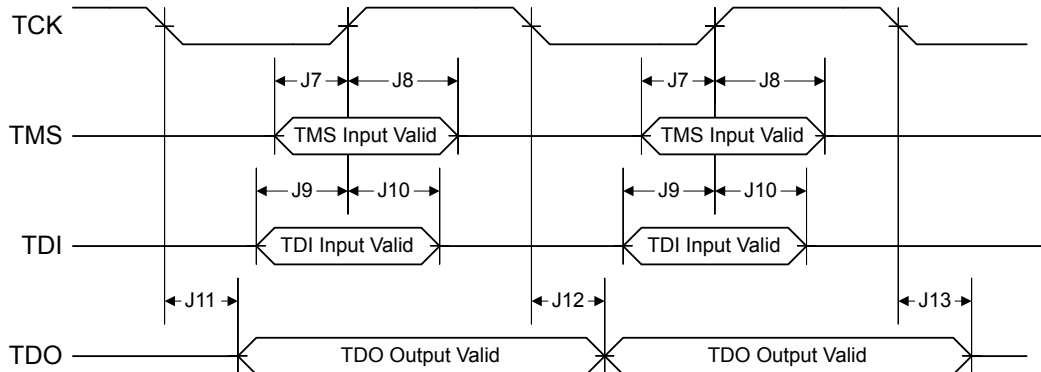 TCK
J7 J8 J7 J8
TMS TMS Input Valid TMS Input Valid
J9 J10 J9 J10
TDI TDI Input Valid TDI Input Valid
J11 J12 J13
TDO TDO Output Valid TDO Output Valid